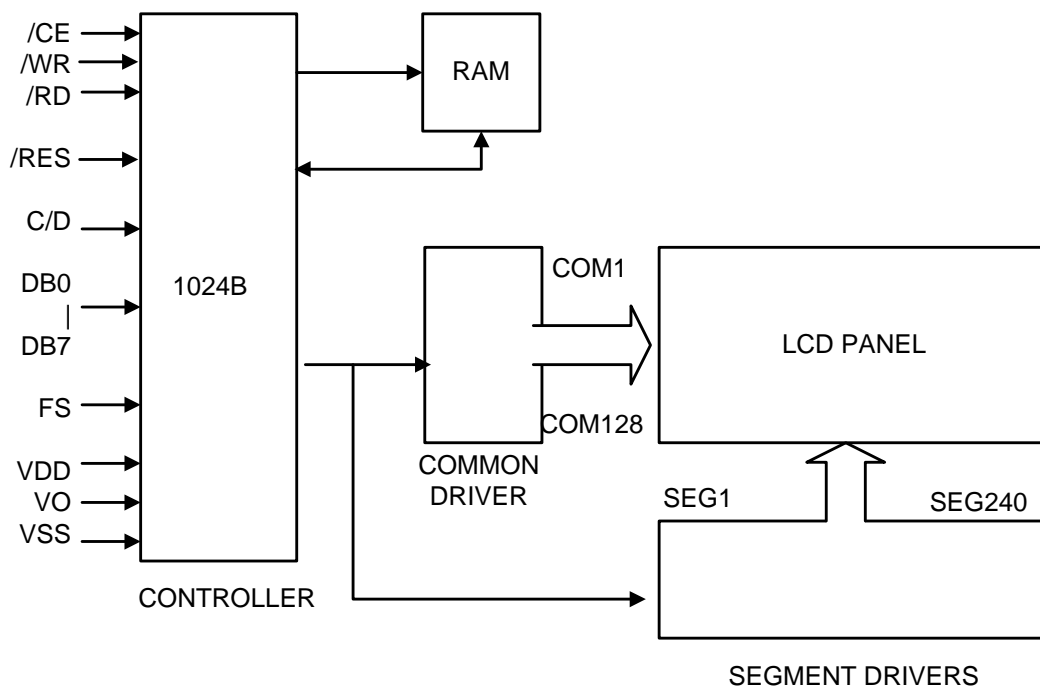 /CE
/WR
/RD
/RES
C/D
DB0
|
DB7
FS
VDD
VO
VSS
1024B
CONTROLLER
RAM
COMMON
DRIVER
COM1
COM128
LCD PANEL
SEG1
SEG240
SEGMENT DRIVERS